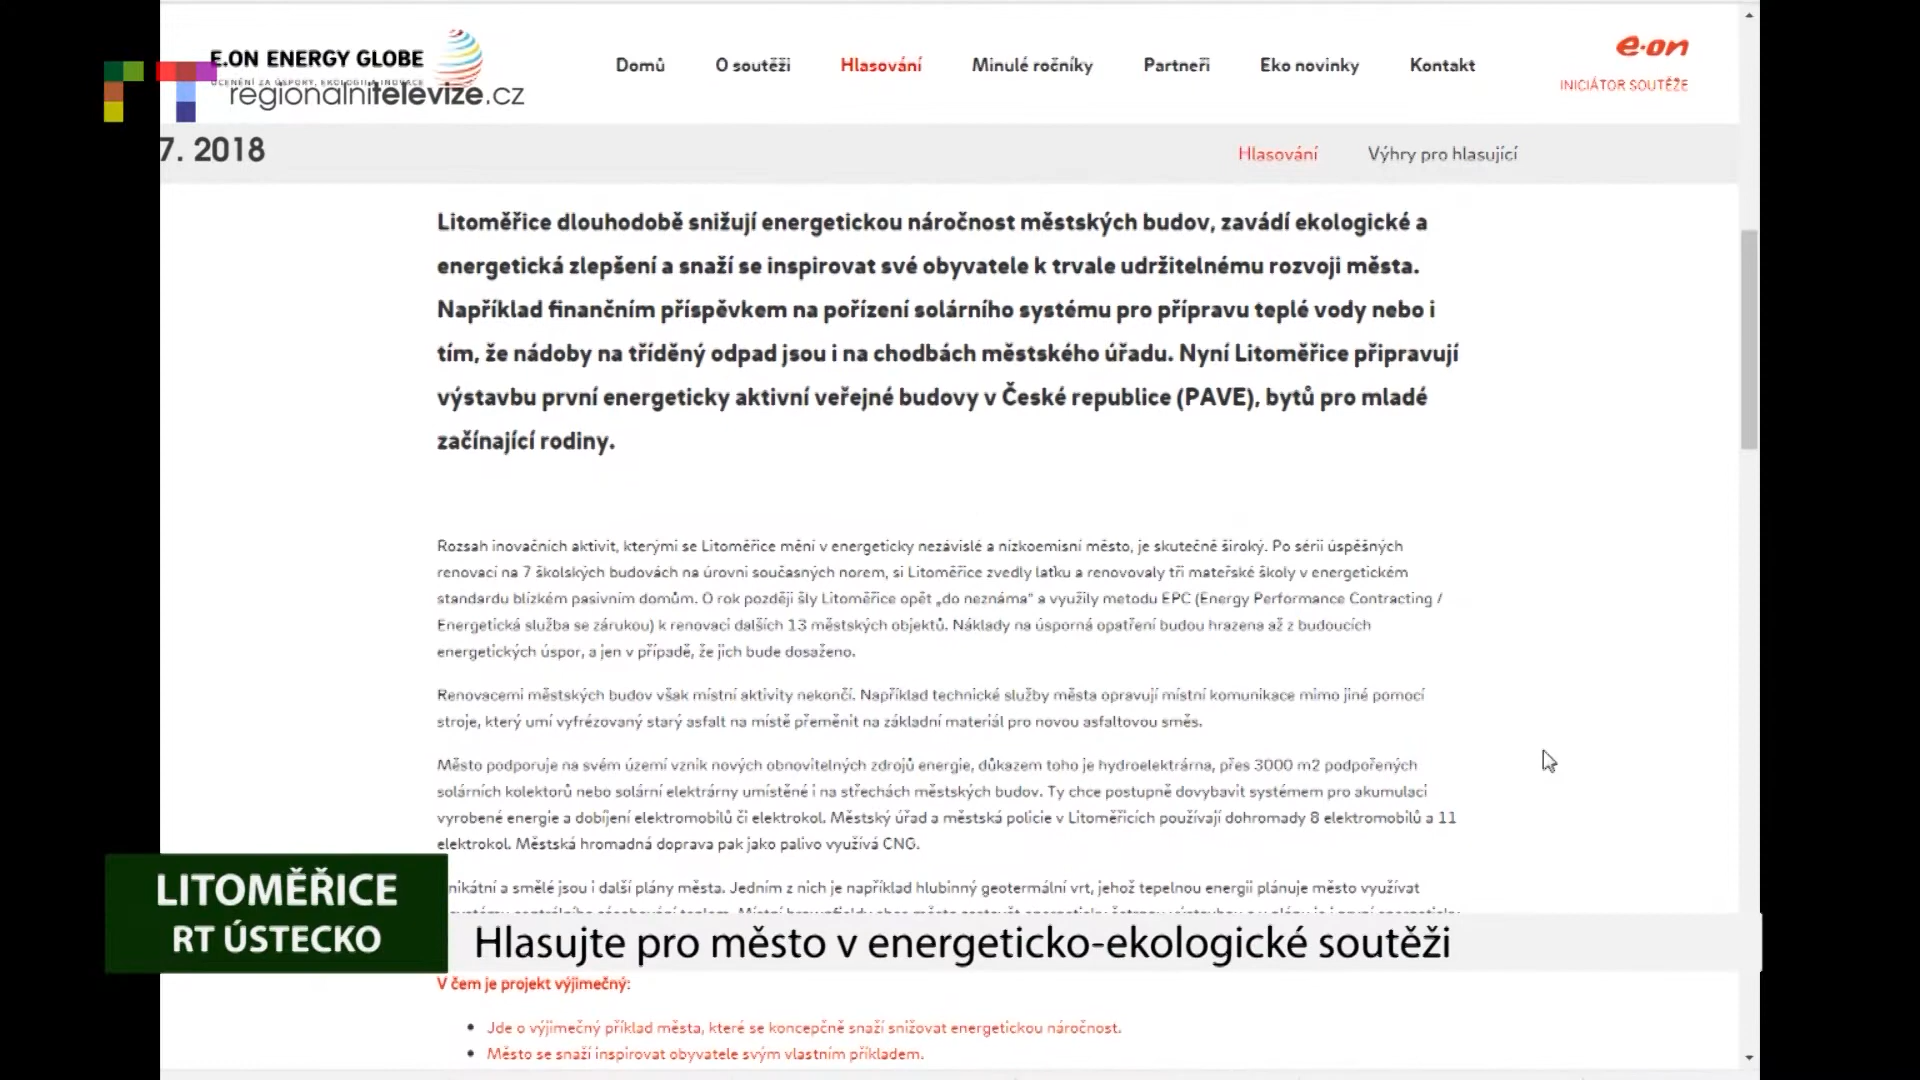 E.ON ENERGY GLOBE
OCENĚNÍ ZA ÚSPORY, EKOLOGII A INOVACE
regionalnitelevize.cz
Domů
O soutěži
Hlasování
Minulé ročníky
Partneři
Eko novinky
Kontakt
e·on
INICIÁTOR SOUTĚŽE
7. 2018
Hlasování
Výhry pro hlasující
Litoměřice dlouhodobě snižují energetickou náročnost městských budov, zavádí ekologické a
energetická zlepšení a snaží se inspirovat své obyvatele k trvale udržitelnému rozvoji města.
Například finančním příspěvkem na pořízení solárního systému pro přípravu teplé vody nebo i
tím, že nádoby na tříděný odpad jsou i na chodbách městského úřadu. Nyní Litoměřice připravují
výstavbu první energeticky aktivní veřejné budovy v České republice (PAVE), bytů pro mladé
začínající rodiny.
Rozsah inovačních aktivit, kterými se Litoměřice mění v energeticky nezávislé a nízkoemisní město, je skutečně široký. Po sérii úspěšných
renovací na 7 školských budovách na úrovni současných norem, si Litoměřice zvedly laťku a renovovaly tři mateřské školy v energetickém
standardu blízkém pasivním domům. O rok později šly Litoměřice opět „do neznáma" a využily metodu EPC (Energy Performance Contracting /
Energetická služba se zárukou) k renovaci dalších 13 městských objektů. Náklady na úsporná opatření budou hrazena až z budoucích
energetických úspor, a jen v případě, že jich bude dosaženo.
Renovacemi městských budov však místní aktivity nekončí. Například technické služby města opravují místní komunikace mimo jiné pomocí
stroje, který umí vyfrézovaný starý asfalt na místě přeměnit na základní materiál pro novou asfaltovou směs.
Město podporuje na svém území vznik nových obnovitelných zdrojů energie, důkazem toho je hydroelektrárna, přes 3000 m2 podpořených
solárních kolektorů nebo solární elektrárny umístěné i na střechách městských budov. Ty chce postupně dovybavit systémem pro akumulaci
vyrobené energie a dobíjení elektromobilů či elektrokol. Městský úřad a městská policie v Litoměřicích používají dohromady 8 elektromobilů a 11
elektrokol. Městská hromadná doprava pak jako palivo využívá CNG.
nikátní a smělé jsou i další plány města. Jedním z nich je například hlubinný geotermální vrt, jehož tepelnou energii plánuje město využívat
LITOMĚŘICE
RT ÚSTECKO
Hlasujte pro město v energeticko-ekologické soutěži
V čem je projekt výjimečný:
• Jde o výjimečný příklad města, které se koncepčně snaží snižovat energetickou náročnost.
• Město se snaží inspirovat obyvatele svým vlastním příkladem.